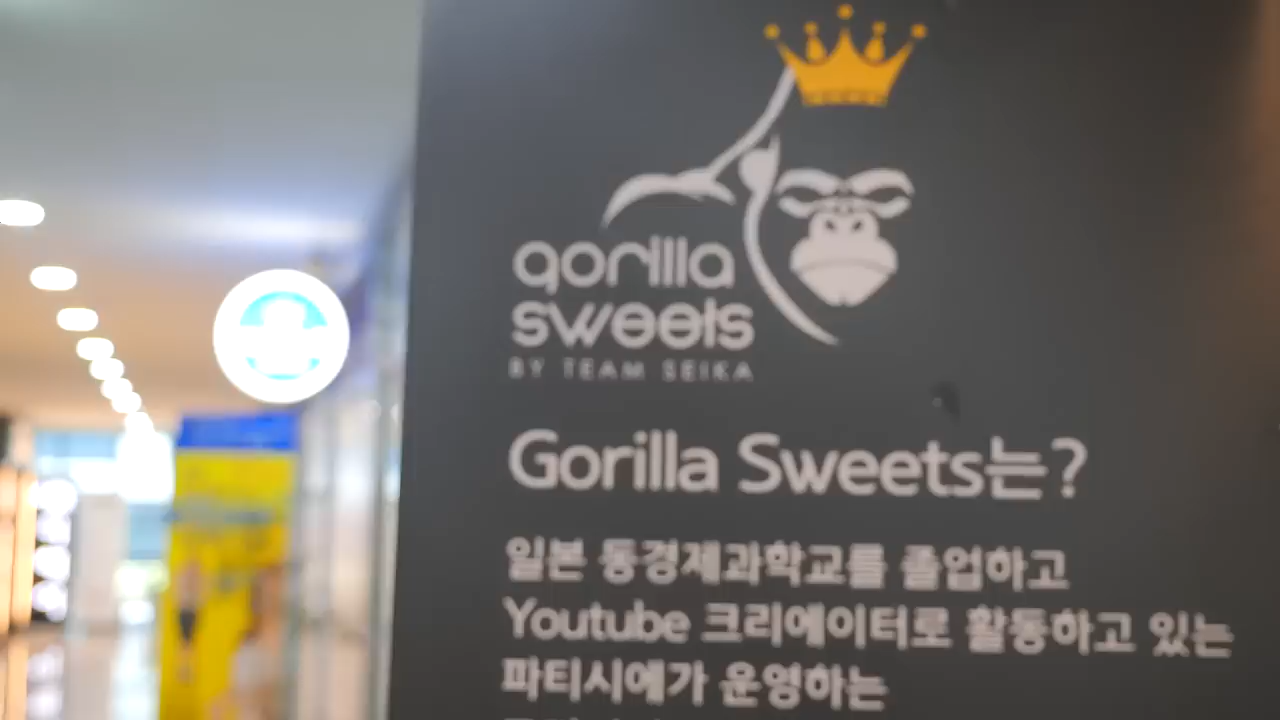 gorilla
sweets
BY TEAM SEIKA
Gorilla Sweets는?
일본 동경제과학교를 졸업하고
Youtube 크리에이터로 활동하고 있는
파티시에가 운영하는